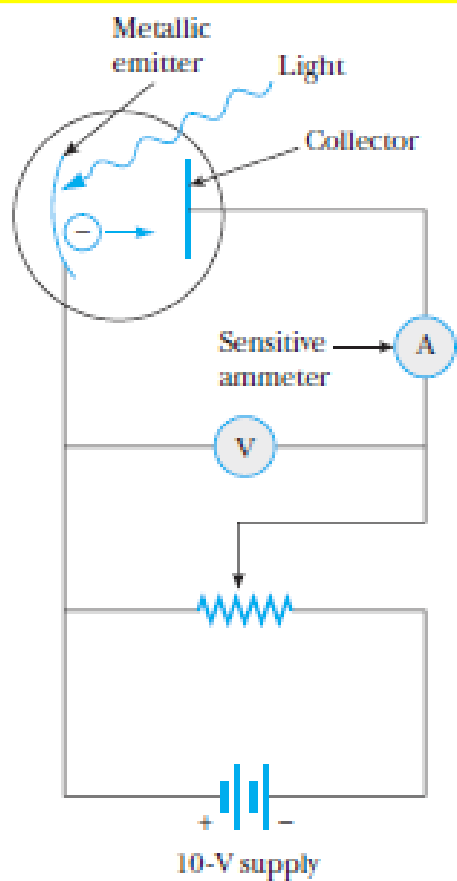 Metallic
emitter
Light
Collector
−
Sensitive
ammeter
A
V
+ −
10-V supply